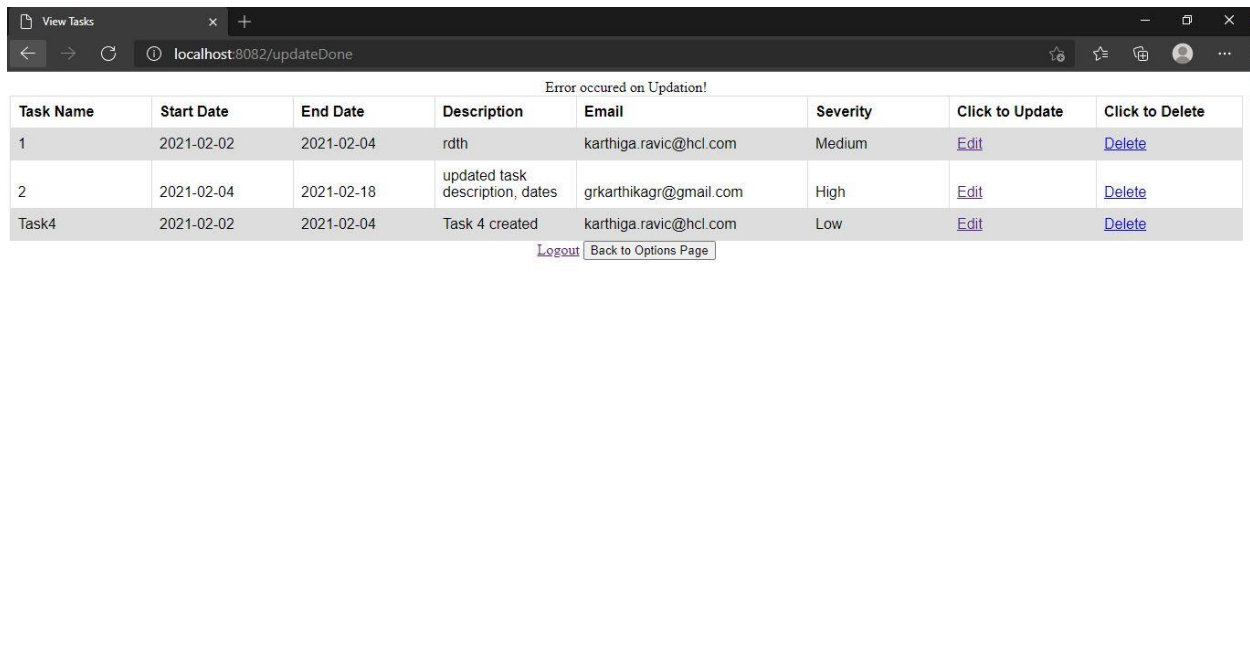 View Tasks
localhost:8082/updateDone
Error occured on Updation!
Task Name Start Date End Date Description Email Severity Click to Update Click to Delete
1 2021-02-02 2021-02-04 rdth karthiga.ravic@hcl.com Medium Edit Delete
updated task
2 2021-02-04 2021-02-18 description, dates grkarthikagr@gmail.com High Edit Delete
Task4 2021-02-02 2021-02-04 Task 4 created karthiga.ravic@hcl.com Low Edit Delete
Logout Back to Options Page